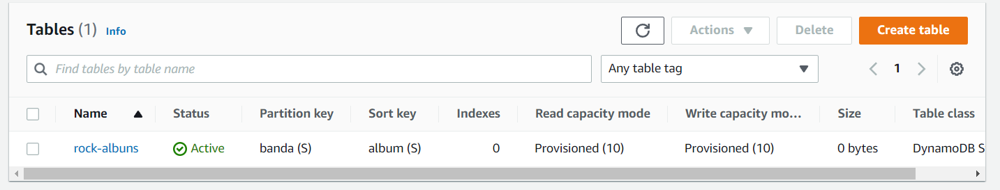 Tables (1) Info Actions Delete Create table
Find tables by table name Any table tag 1
Name Status Partition key Sort key Indexes Read capacity mode Write capacity mo... Size Table class
rock-albuns Active banda (S) album (S) 0 Provisioned (10) Provisioned (10) 0 bytes DynamoDB S